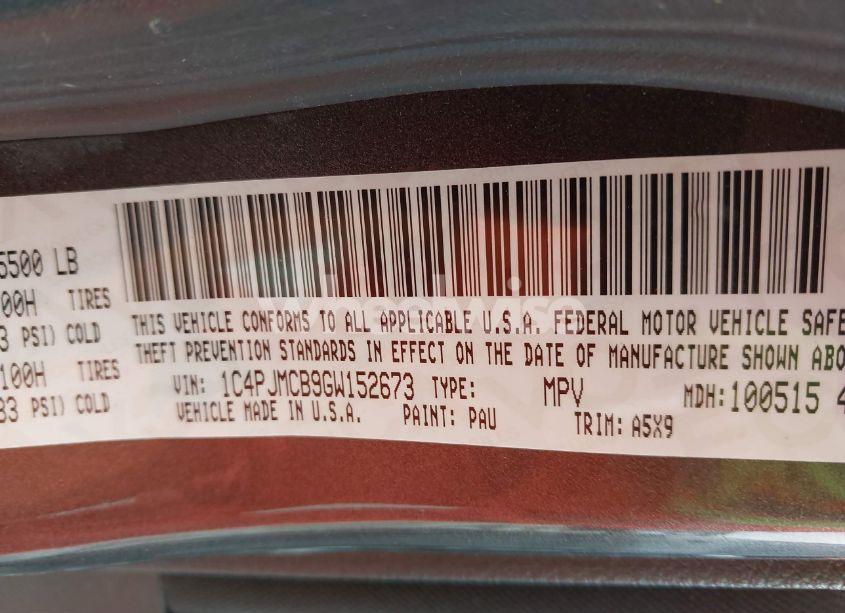 5500 LB
00H TIRES
3 PSI) COLD
100H TIRES
33 PSI) COLD
THIS VEHICLE CONFORMS TO ALL APPLICABLE U.S.A. FEDERAL MOTOR VEHICLE SAFE
THEFT PREVENTION STANDARDS IN EFFECT ON THE DATE OF MANUFACTURE SHOWN ABO
VIN: 1C4PJMCB9GW152673 TYPE: MPV MDH:100515 4
VEHICLE MADE IN U.S.A. PAINT: PAU TRIM: A5X9
wheelwise